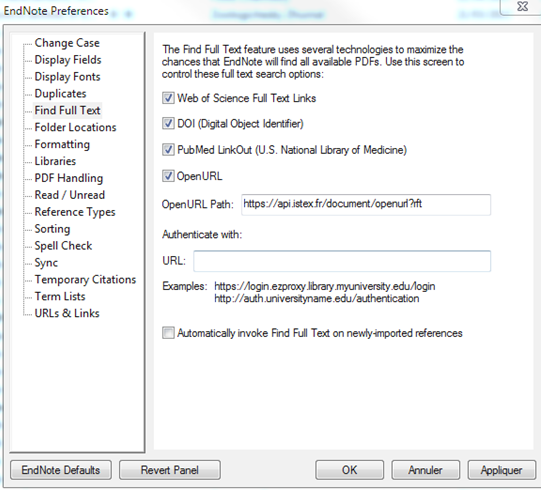 EndNote Preferences
Change Case
Display Fields
Display Fonts
Duplicates
Find Full Text
Folder Locations
Formatting
Libraries
PDF Handling
Read / Unread
Reference Types
Sorting
Spell Check
Sync
Temporary Citations
Term Lists
URLs & Links
The Find Full Text feature uses several technologies to maximize the
chances that EndNote will find all available PDFs. Use this screen to
control these full text search options:
Web of Science Full Text Links
DOI (Digital Object Identifier)
PubMed LinkOut (U.S. National Library of Medicine)
OpenURL
OpenURL Path: https://api.istex.fr/document/openurl?rft
Authenticate with:
URL:
Examples: https://login.ezproxy.library.myuniversity.edu/login
http://auth.universityname.edu/authentication
Automatically invoke Find Full Text on newly-imported references
EndNote Defaults Revert Panel OK Annuler Appliquer